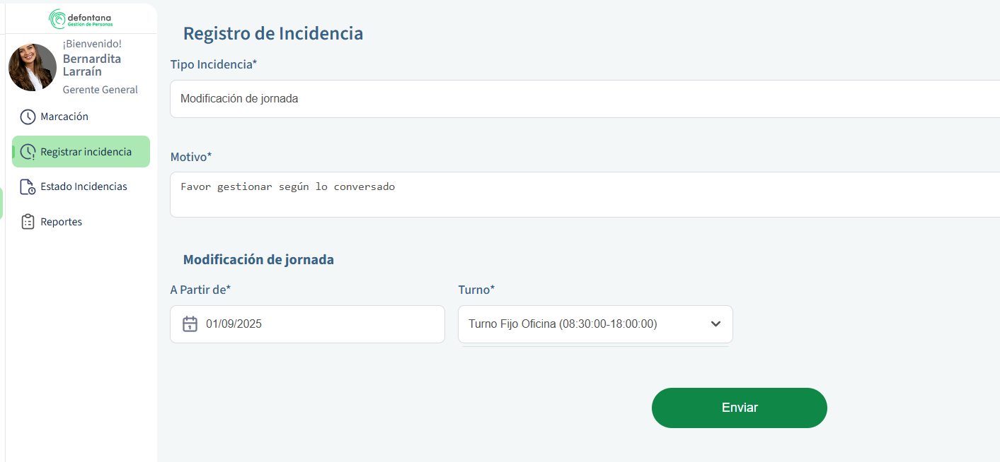 defontana
Gestión de Personas
¡Bienvenido!
Bernardita
Larraín
Gerente General
Marcación
Registrar incidencia
Estado Incidencias
Reportes
Registro de Incidencia
Tipo Incidencia*
Modificación de jornada
Motivo*
Favor gestionar según lo conversado
Modificación de jornada
A Partir de*
01/09/2025
Turno*
Turno Fijo Oficina (08:30:00-18:00:00)
Enviar